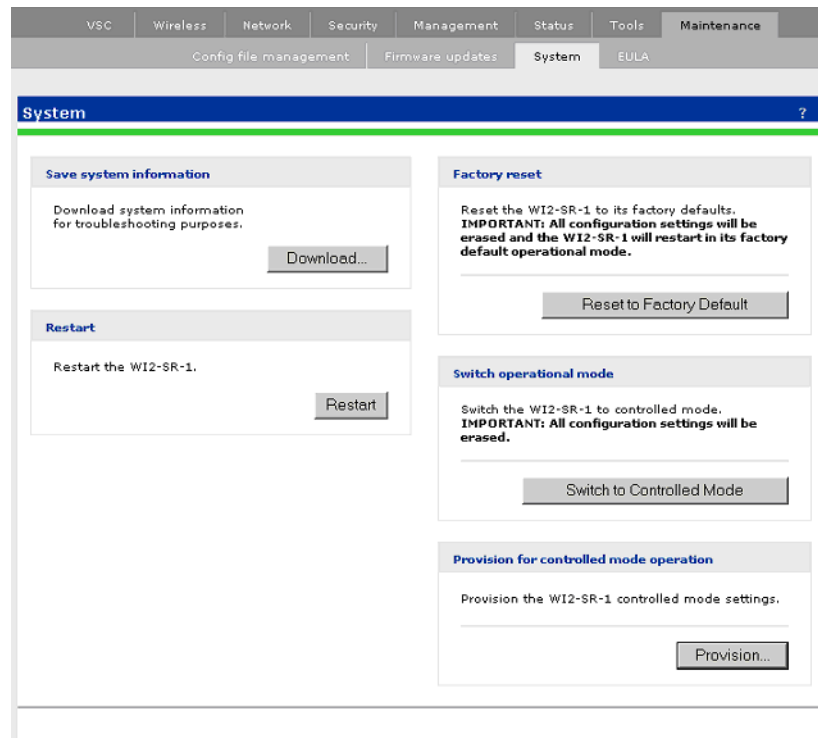 VSC Wireless Network Security Management Status Tools Maintenance
Config file management Firmware updates System EULA
System ?
Save system information
Download system information
for troubleshooting purposes.
Download...
Restart
Restart the WI2-SR-1.
Restart
Factory reset
Reset the WI2-SR-1 to its factory defaults.
IMPORTANT: All configuration settings will be
erased and the WI2-SR-1 will restart in its factory
default operational mode.
Reset to Factory Default
Switch operational mode
Switch the WI2-SR-1 to controlled mode.
IMPORTANT: All configuration settings will be
erased.
Switch to Controlled Mode
Provision for controlled mode operation
Provision the WI2-SR-1 controlled mode settings.
Provision...